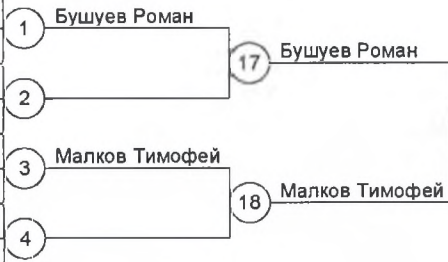 1 Бушуев Роман
17 Бушуев Роман
2
3 Малков Тимофей
18 Малков Тимофей
4